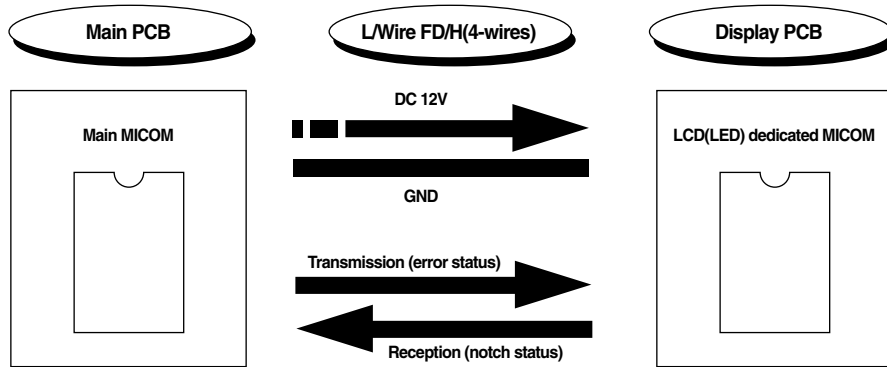 Main PCB
L/Wire FD/H(4-wires)
Display PCB
Main MICOM
DC 12V
GND
LCD(LED) dedicated MICOM
Transmission (error status)
Reception (notch status)